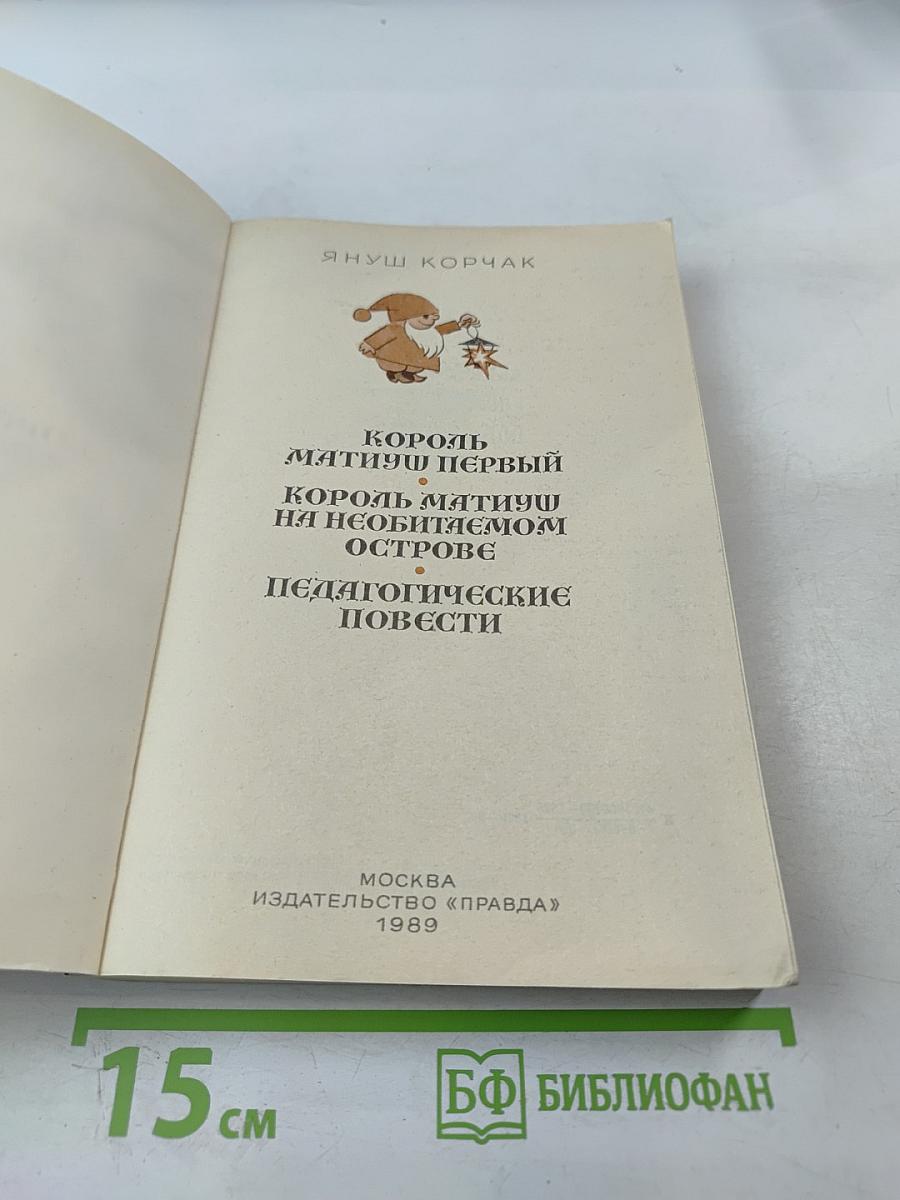 ЯНУШ КОРЧАК
КОРОЛЬ
МАТИУШ ПЕРВЫЙ
КОРОЛЬ МАТИУШ
НА НЕОБИТАЕМОМ
ОСТРОВЕ
ПЕДАГОГИЧЕСКИЕ
ПОВЕСТИ
МОСКВА
ИЗДАТЕЛЬСТВО «ПРАВДА»
1989
15 см
БФ БИБЛИОФАН